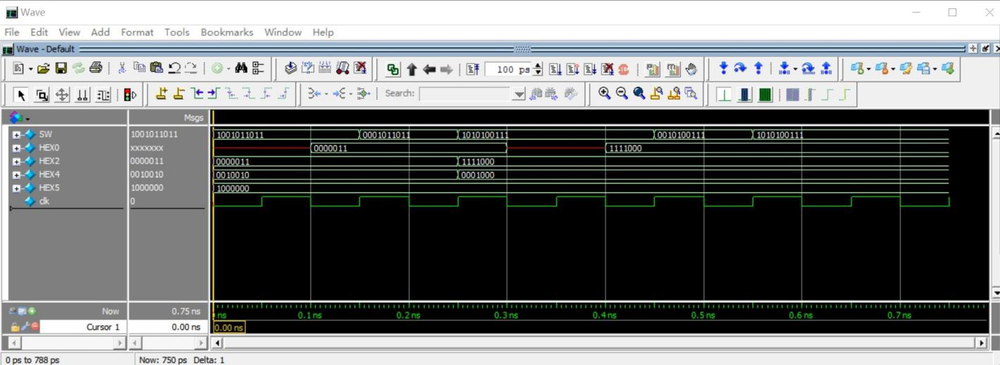 Wave
File Edit View Add Format Tools Bookmarks Window Help
Wave - Default
100 ps
Search:
Msgs
SW 1001011011 1001011011 0001011011 1010100111 0010100111 1010100111
HEX0 xxxxxxx 0000011 1111000
HEX2 0000011 0000011 1111000
HEX4 0010010 0010010 0001000
HEX5 1000000 1000000
clk 0
Now 0.75 ns ns 0.1 ns 0.2 ns 0.3 ns 0.4 ns 0.5 ns 0.6 ns 0.7 ns
Cursor 1 0.00 ns 0.00 ns
0 ps to 788 ps Now: 750 ps Delta: 1